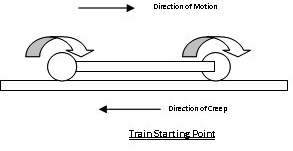 Direction of Motion
Direction of Creep
Train Starting Point